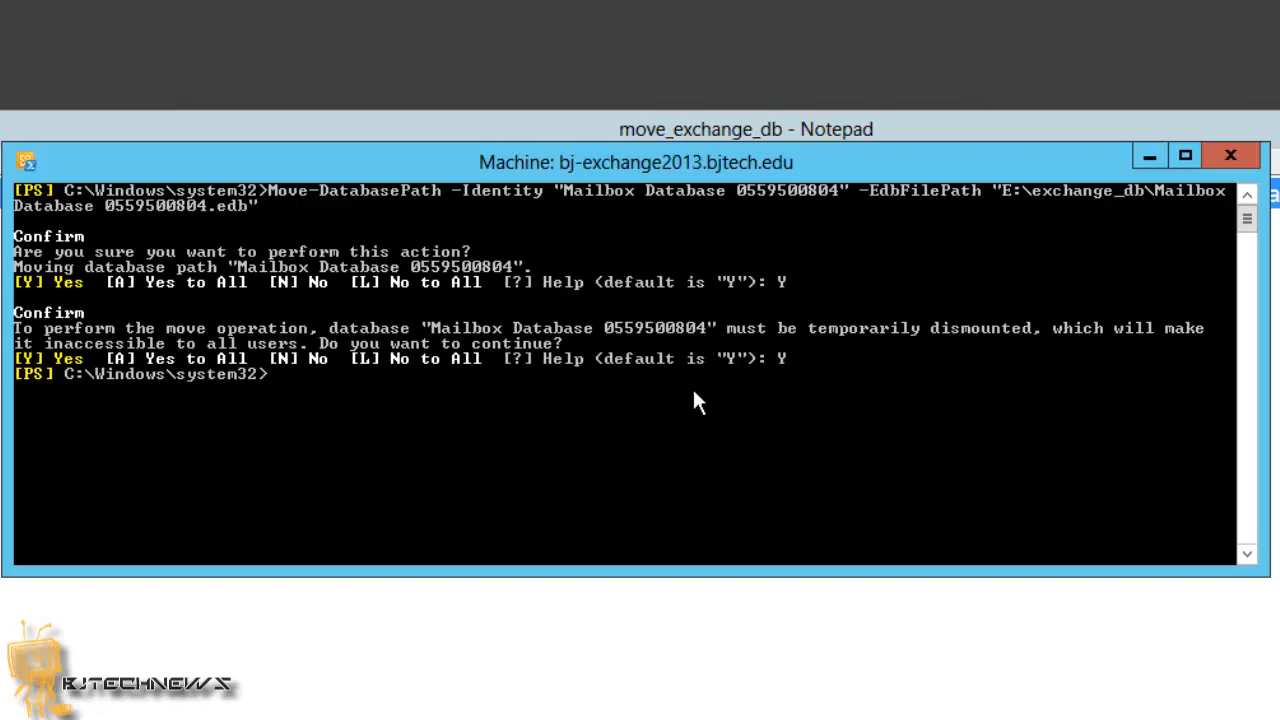 move_exchange_db - Notepad
Machine: bj-exchange2013.bjtech.edu
[PS] C:\Windows\system32>Move-DatabasePath -Identity "Mailbox Database 0559500804" -EdbFilePath "E:\exchange_db\Mailbox
Database 0559500804.edb"
Confirm
Are you sure you want to perform this action?
Moving database path "Mailbox Database 0559500804".
[Y] Yes  [A] Yes to All  [N] No  [L] No to All  [?] Help (default is "Y"): Y
Confirm
To perform the move operation, database "Mailbox Database 0559500804" must be temporarily dismounted, which will make
it inaccessible to all users. Do you want to continue?
[Y] Yes  [A] Yes to All  [N] No  [L] No to All  [?] Help (default is "Y"): Y
[PS] C:\Windows\system32>
BJTECHNEWS